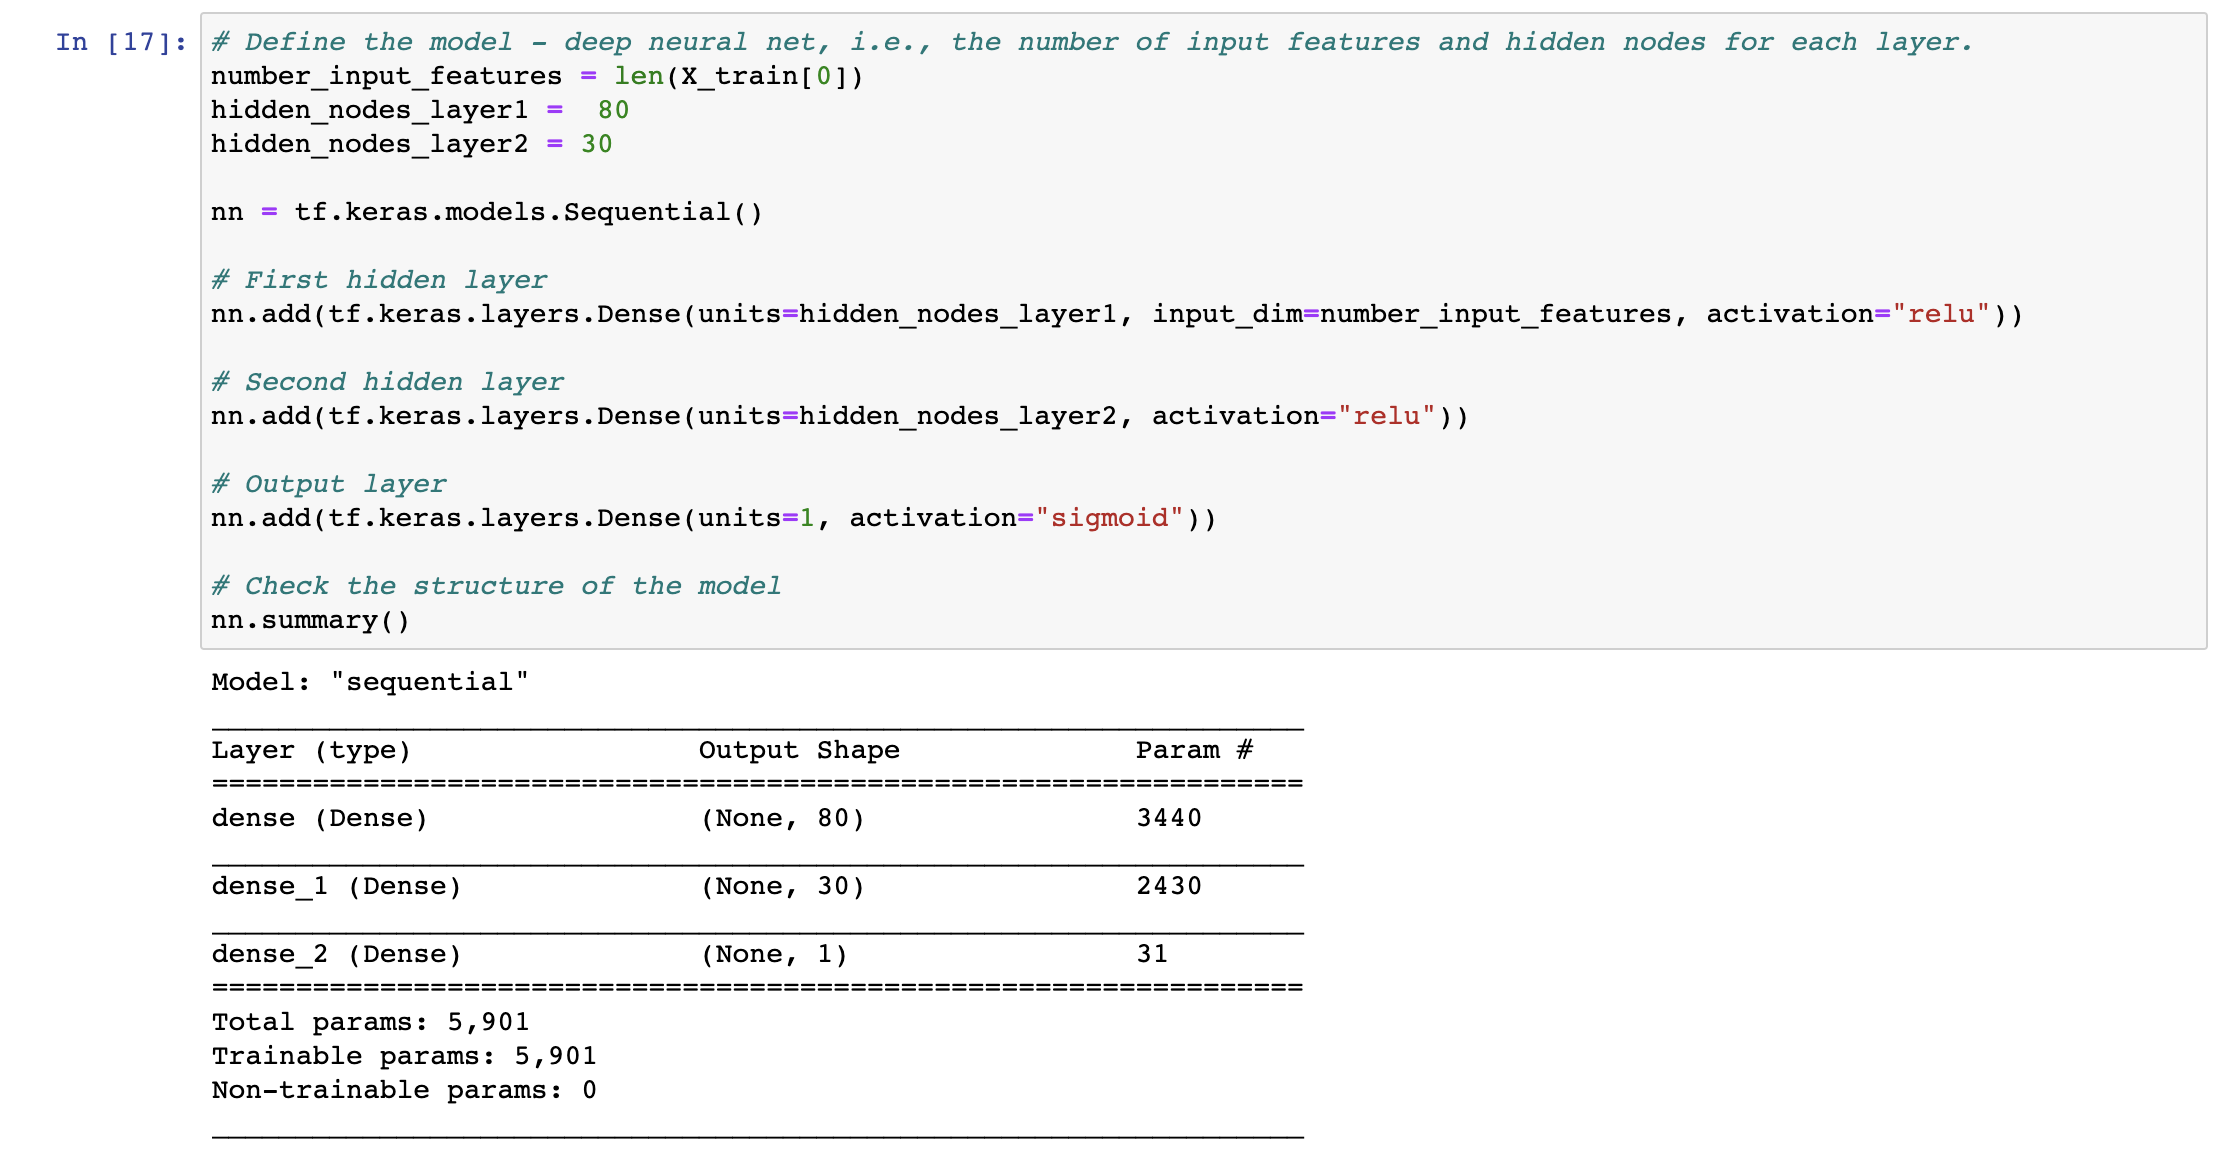 In [17]: # Define the model - deep neural net, i.e., the number of input features and hidden nodes for each layer.
number_input_features = len(X_train[0])
hidden_nodes_layer1 =  80
hidden_nodes_layer2 = 30

nn = tf.keras.models.Sequential()

# First hidden layer
nn.add(tf.keras.layers.Dense(units=hidden_nodes_layer1, input_dim=number_input_features, activation="relu"))

# Second hidden layer
nn.add(tf.keras.layers.Dense(units=hidden_nodes_layer2, activation="relu"))

# Output layer
nn.add(tf.keras.layers.Dense(units=1, activation="sigmoid"))

# Check the structure of the model
nn.summary()

Model: "sequential"
_________________________________________________________________
Layer (type)                 Output Shape              Param #
=================================================================
dense (Dense)                (None, 80)                3440
_________________________________________________________________
dense_1 (Dense)              (None, 30)                2430
_________________________________________________________________
dense_2 (Dense)              (None, 1)                 31
=================================================================
Total params: 5,901
Trainable params: 5,901
Non-trainable params: 0
_________________________________________________________________